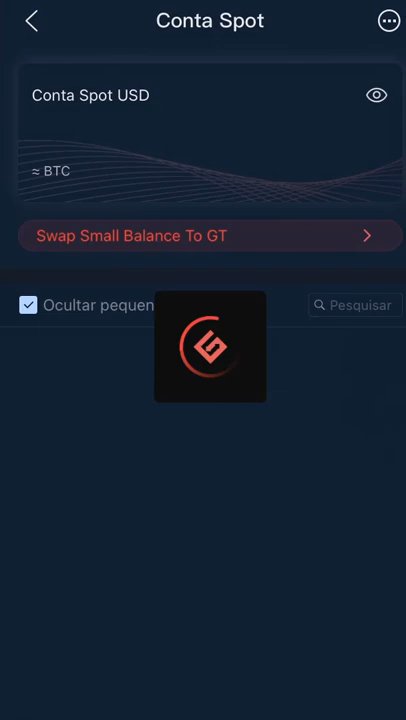 Conta Spot
Conta Spot USD
≈ BTC
Swap Small Balance To GT
Ocultar pequen
Pesquisar